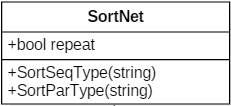 SortNet
+bool repeat
+SortSeqType(string)
+SortParType(string)